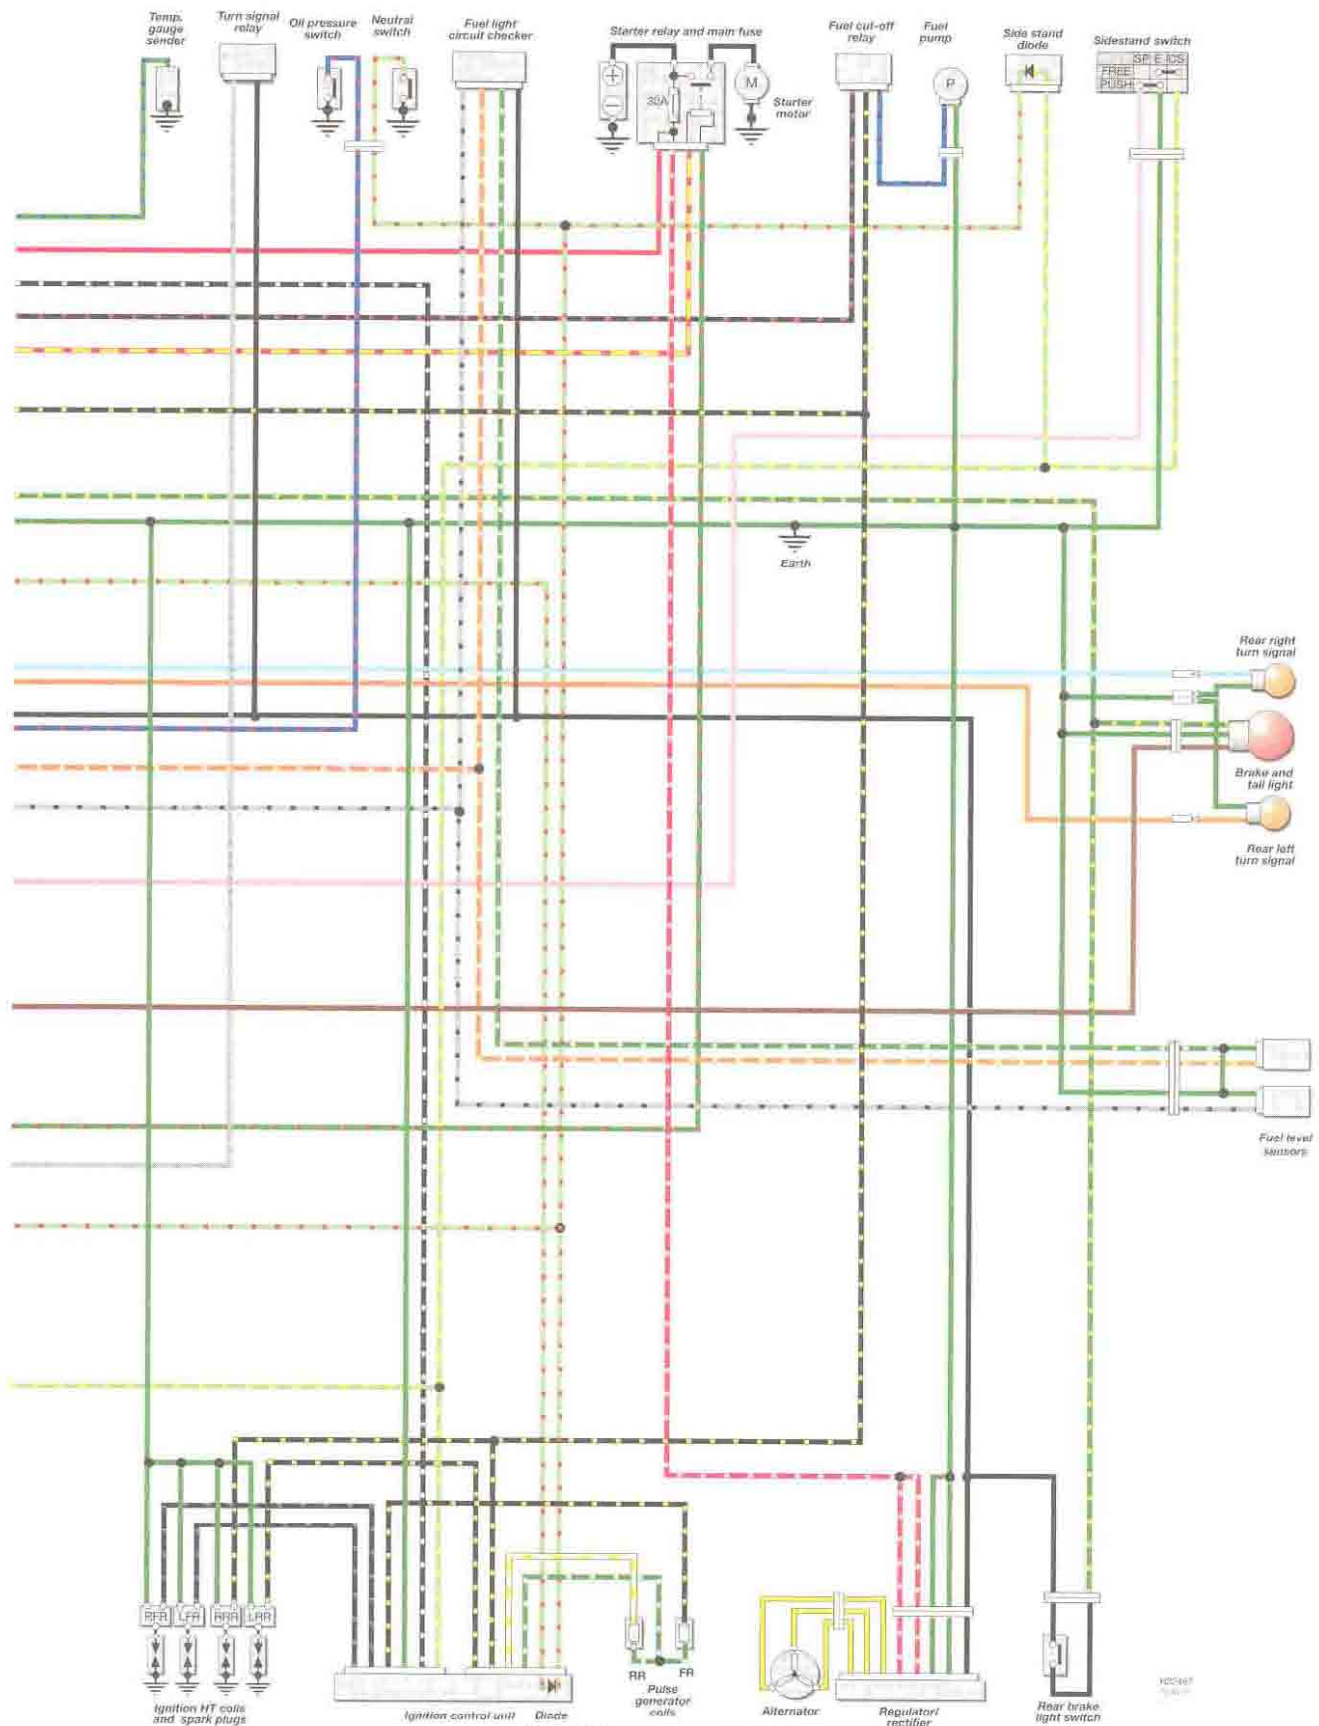 Temp.
gauge
sender
Turn signal
relay
Oil pressure
switch
Neutral
switch
Fuel light
circuit checker
Starter relay and main fuse
Fuel cut-off
relay
Fuel
pump
Side stand
diode
Sidestand switch
SP E ICS
FREE
PUSH
30A
M
P
Starter
motor
Earth
Rear right
turn signal
Brake and
tail light
Rear left
turn signal
Fuel level
sensors
RFR LFR RRR LRR
RR
FR
Ignition HT coils
and spark plugs
Ignition control unit
Diode
Pulse
generator
coils
Alternator
Regulator/
rectifier
Rear brake
light switch